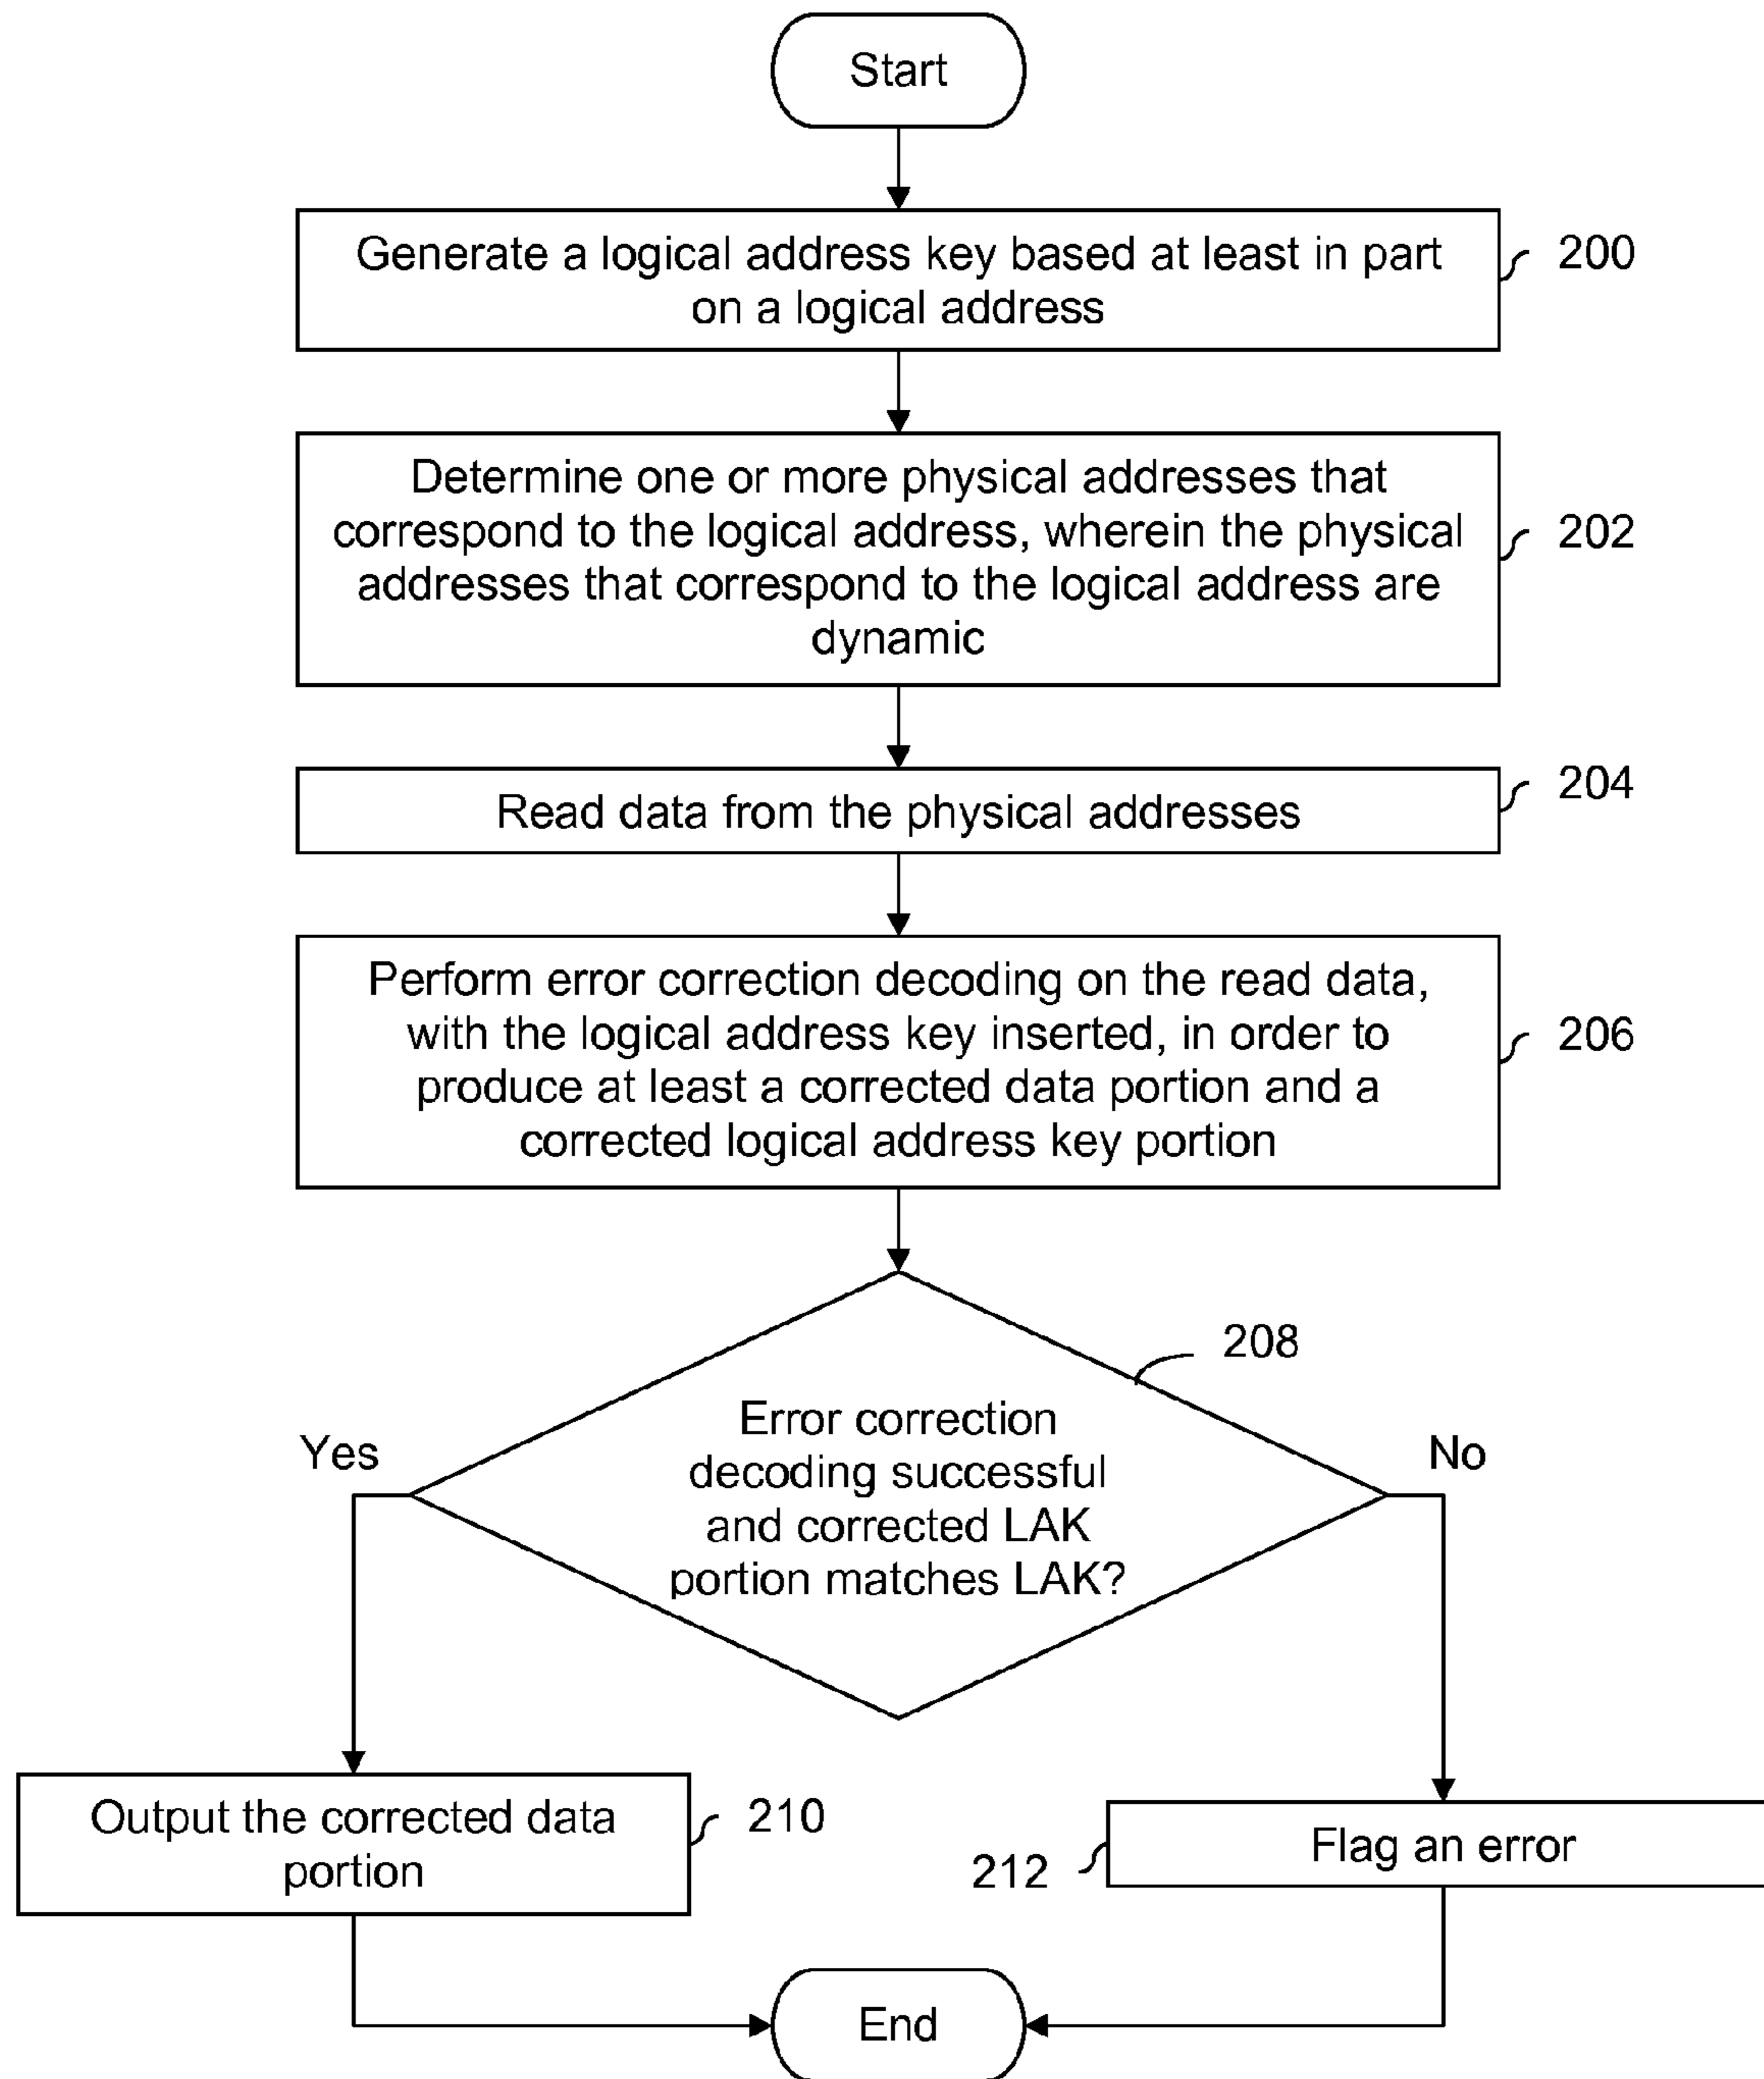 Start
Generate a logical address key based at least in part
on a logical address
200
Determine one or more physical addresses that
correspond to the logical address, wherein the physical
addresses that correspond to the logical address are
dynamic
202
Read data from the physical addresses
204
Perform error correction decoding on the read data,
with the logical address key inserted, in order to
produce at least a corrected data portion and a
corrected logical address key portion
206
208
Error correction
decoding successful
and corrected LAK
portion matches LAK?
Yes
No
Output the corrected data
portion
210
212
Flag an error
End